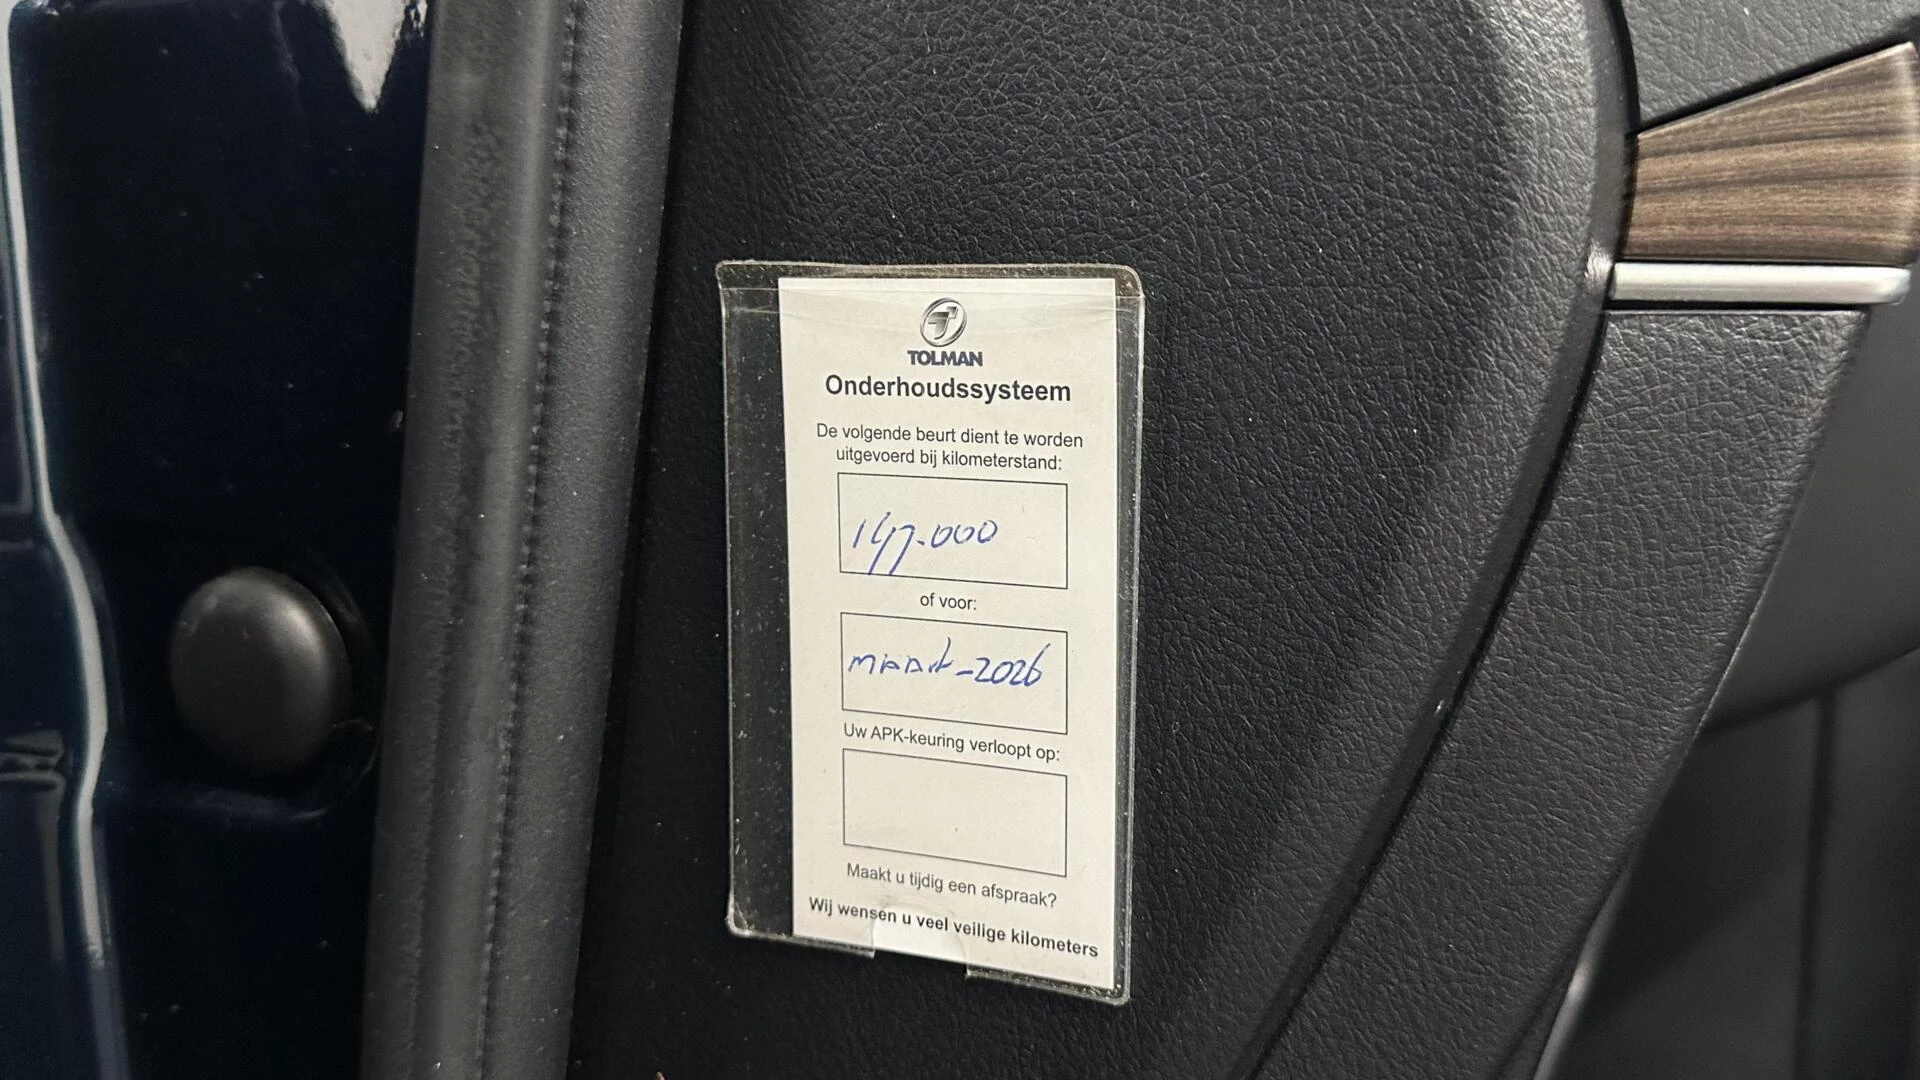 TOLMAN
Onderhoudssysteem
De volgende beurt dient te worden
uitgevoerd bij kilometerstand:
147.000
of voor:
MAART-2026
Uw APK-keuring verloopt op:
Maakt u tijdig een afspraak?
Wij wensen u veel veilige kilometers